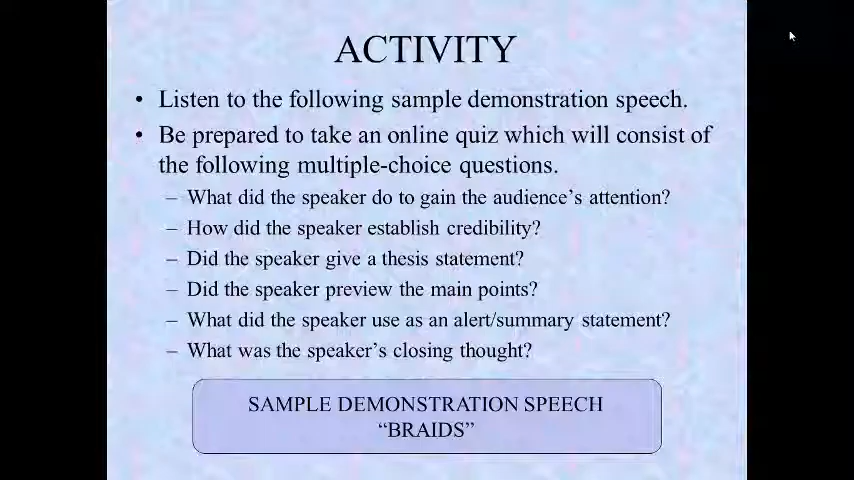 ACTIVITY
• Listen to the following sample demonstration speech.
• Be prepared to take an online quiz which will consist of
the following multiple-choice questions.
– What did the speaker do to gain the audience’s attention?
– How did the speaker establish credibility?
– Did the speaker give a thesis statement?
– Did the speaker preview the main points?
– What did the speaker use as an alert/summary statement?
– What was the speaker’s closing thought?
SAMPLE DEMONSTRATION SPEECH
“BRAIDS”